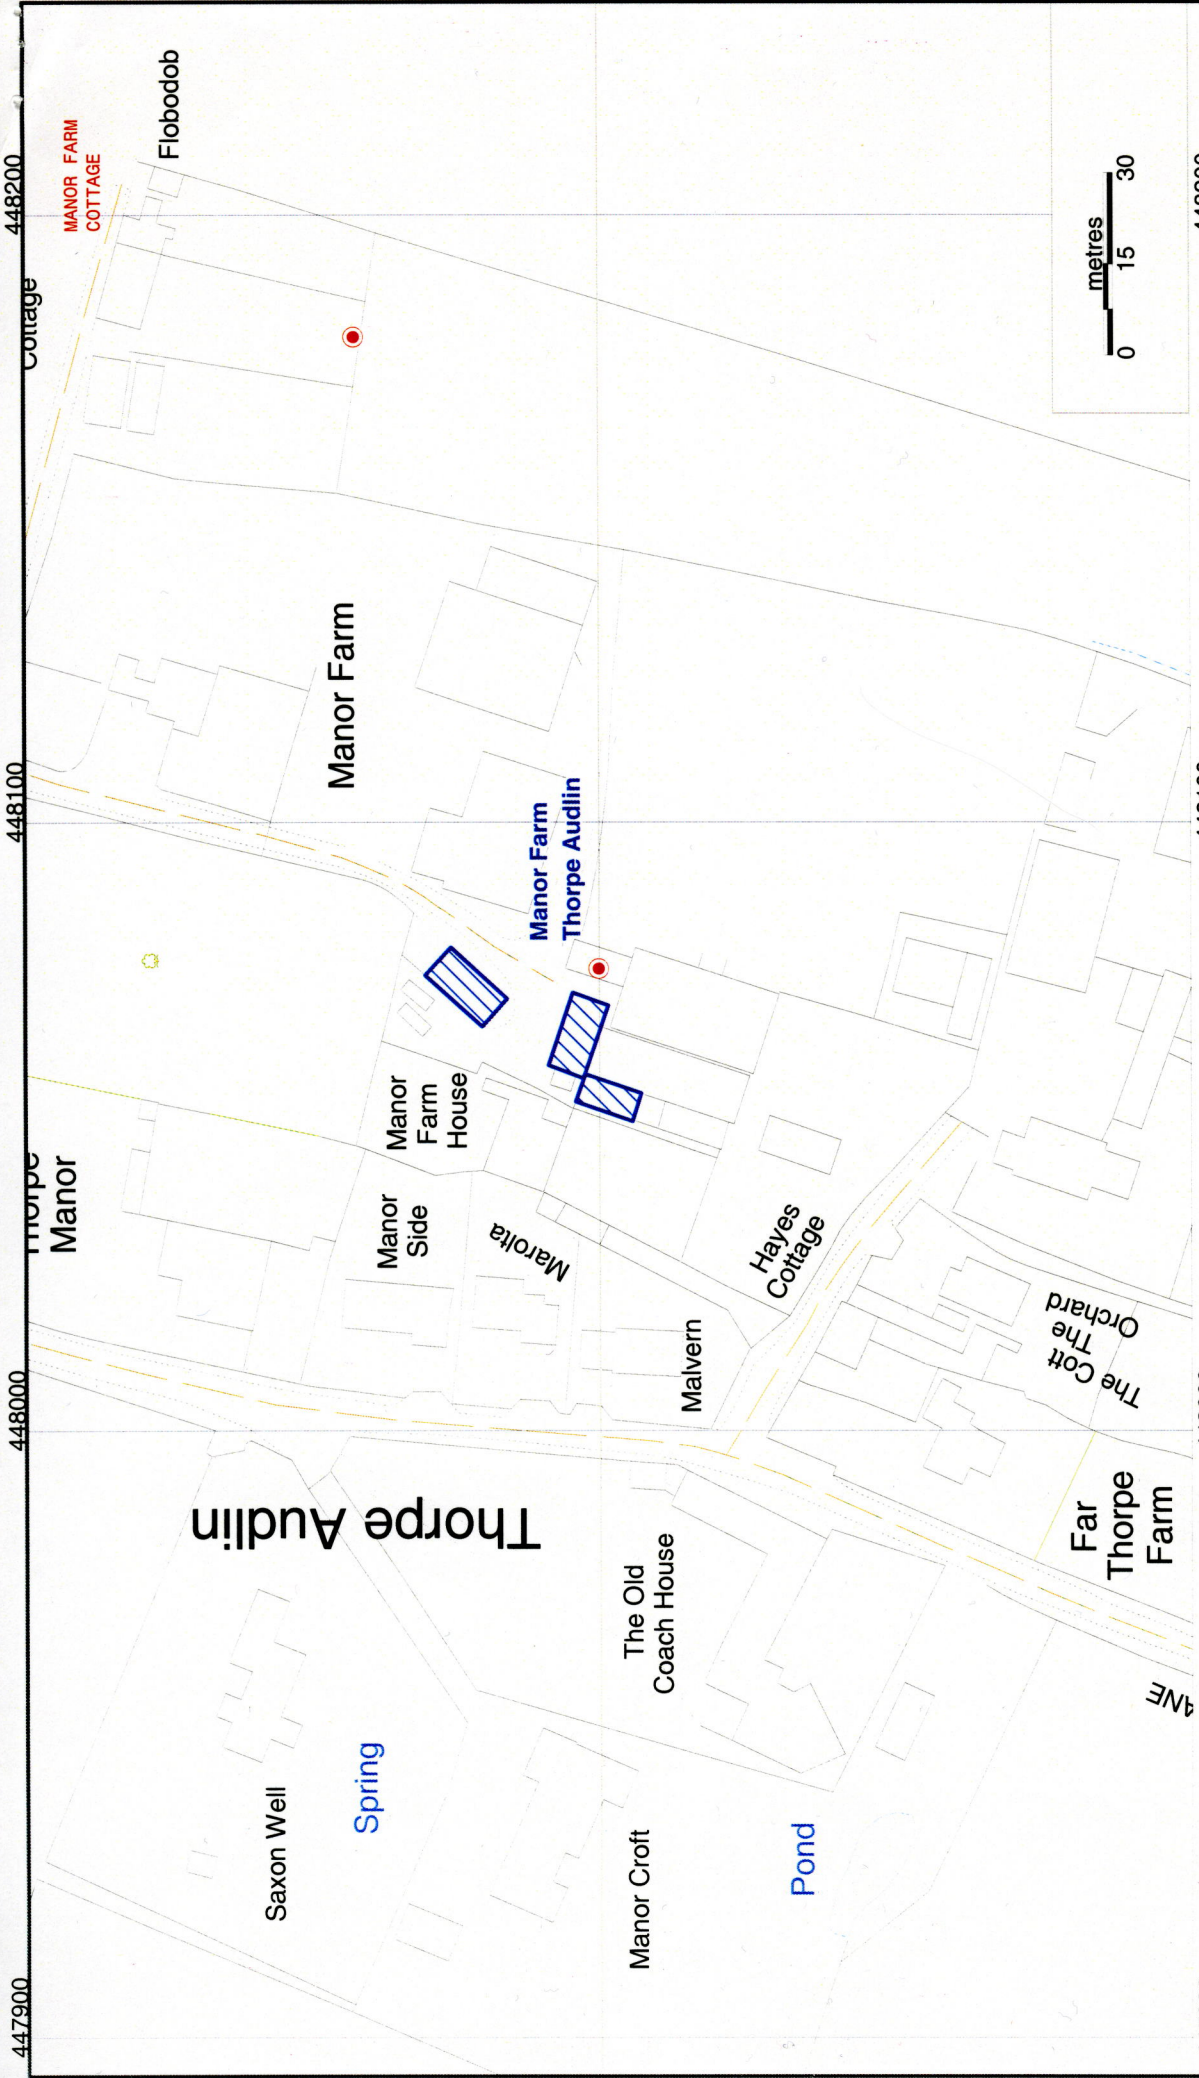 447900
448000
448100
448200
Thorpe
Manor
Cottage
MANOR FARM
COTTAGE
Flobodob
Saxon Well
Spring
Thorpe Audlin
Manor
Side
Manor
Farm
House
Manor Farm
Marolta
Manor Farm
Thorpe Audlin
Manor Croft
The Old
Coach House
Malvern
Hayes
Cottage
Pond
The Cott
The
Orchard
Far
Thorpe
Farm
metres
0 15 30
ANE